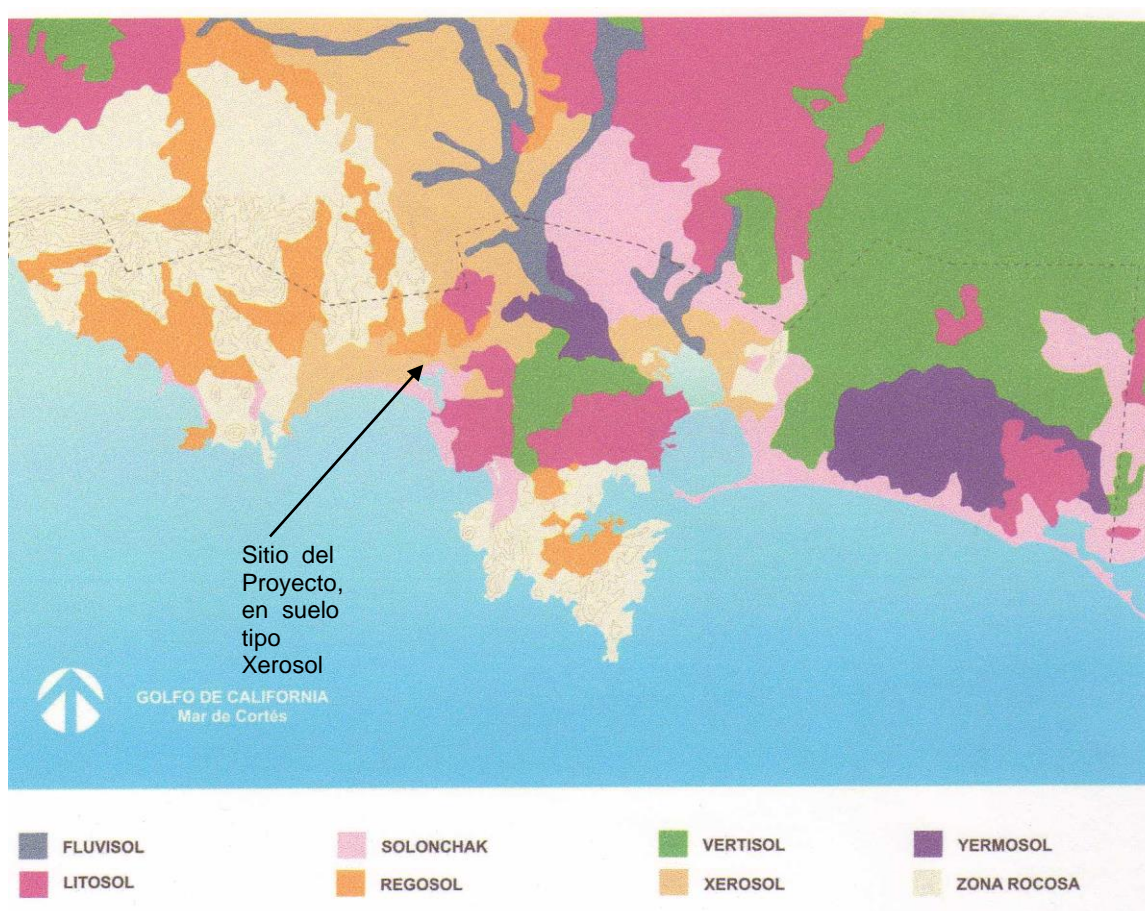 Sitio del
Proyecto,
en suelo
tipo
Xerosol
GOLFO DE CALIFORNIA
Mar de Cortés
FLUVISOL
SOLONCHAK
VERTISOL
YERMOSOL
LITOSOL
REGOSOL
XEROSOL
ZONA ROCOSA